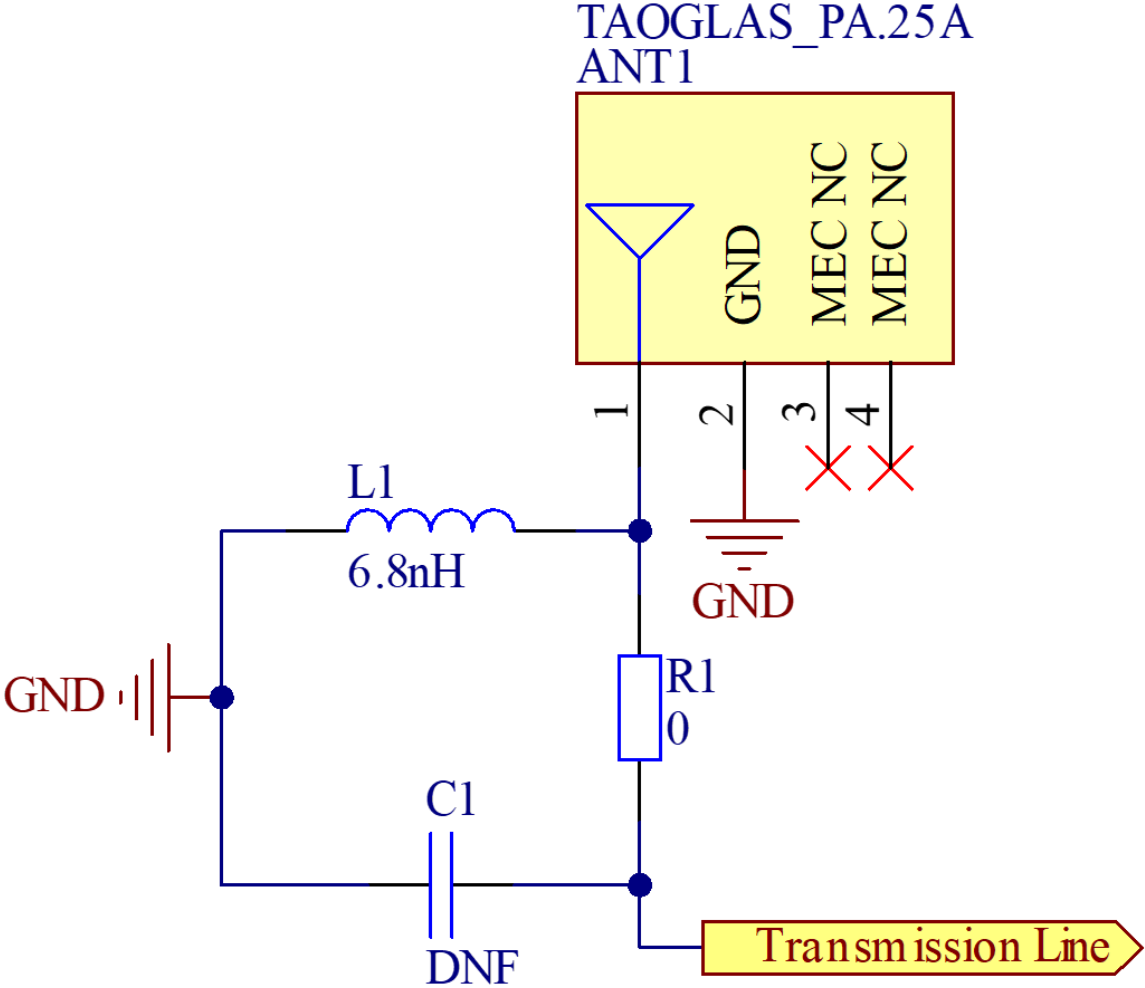 TAOGLAS_PA.25A
ANT1
GND
MEC NC
MEC NC
1
2
3
4
L1
6.8nH
GND
GND
R1
0
C1
DNF
Transmission Line